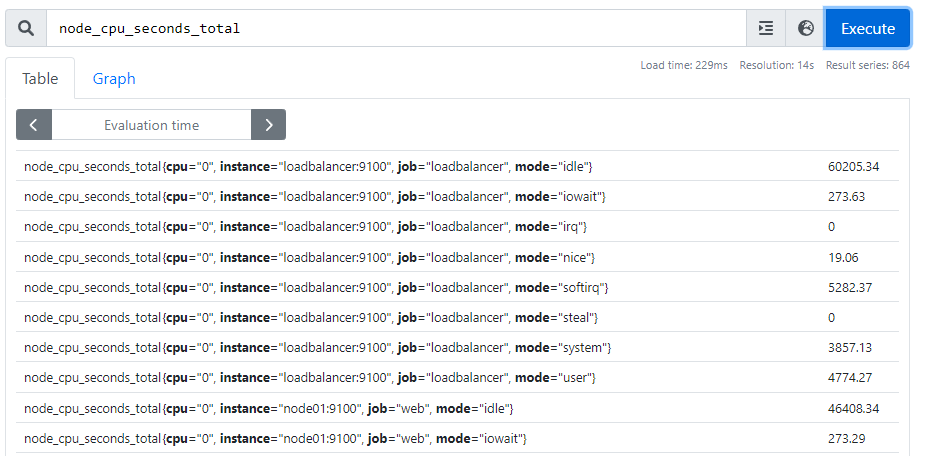 node_cpu_seconds_total
Execute
Load time: 229ms Resolution: 14s Result series: 864
Table Graph
Evaluation time
node_cpu_seconds_total{cpu="0", instance="loadbalancer:9100", job="loadbalancer", mode="idle"} 60205.34
node_cpu_seconds_total{cpu="0", instance="loadbalancer:9100", job="loadbalancer", mode="iowait"} 273.63
node_cpu_seconds_total{cpu="0", instance="loadbalancer:9100", job="loadbalancer", mode="irq"} 0
node_cpu_seconds_total{cpu="0", instance="loadbalancer:9100", job="loadbalancer", mode="nice"} 19.06
node_cpu_seconds_total{cpu="0", instance="loadbalancer:9100", job="loadbalancer", mode="softirq"} 5282.37
node_cpu_seconds_total{cpu="0", instance="loadbalancer:9100", job="loadbalancer", mode="steal"} 0
node_cpu_seconds_total{cpu="0", instance="loadbalancer:9100", job="loadbalancer", mode="system"} 3857.13
node_cpu_seconds_total{cpu="0", instance="loadbalancer:9100", job="loadbalancer", mode="user"} 4774.27
node_cpu_seconds_total{cpu="0", instance="node01:9100", job="web", mode="idle"} 46408.34
node_cpu_seconds_total{cpu="0", instance="node01:9100", job="web", mode="iowait"} 273.29